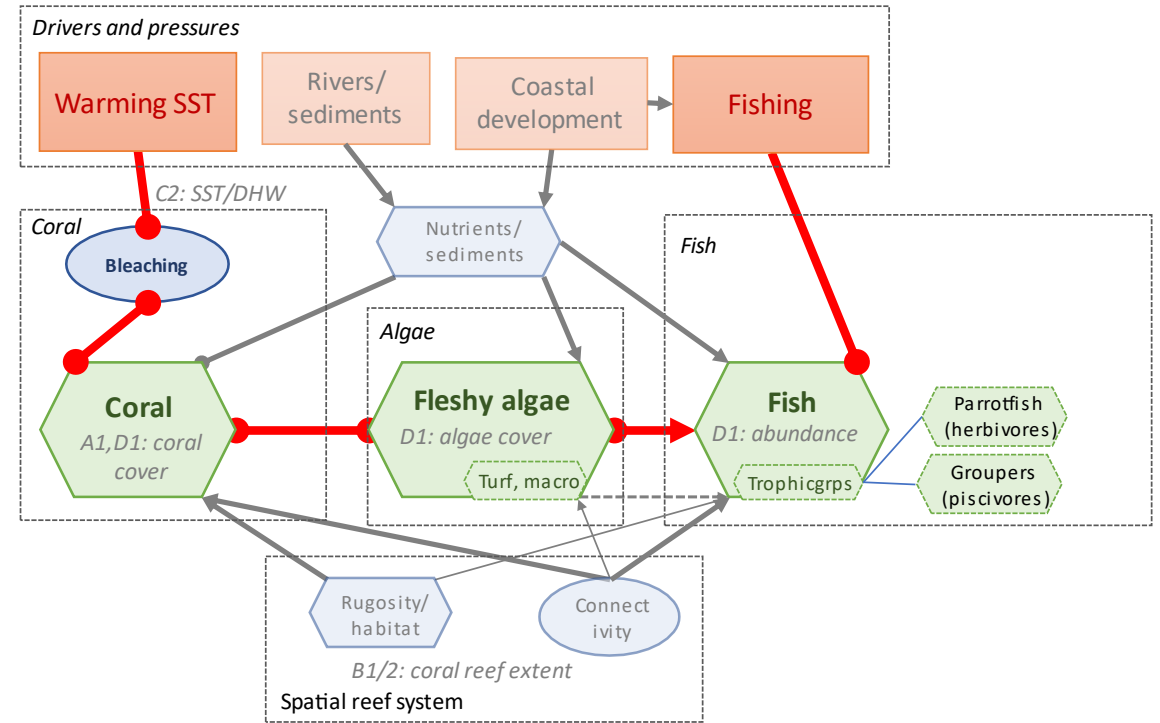 Drivers and pressures
Warming SST
Rivers/
sediments
Coastal
development
Fishing
C2: SST/DHW
Coral
Bleaching
Nutrients/
sediments
Fish
Algae
Coral
A1,D1: coral
cover
Fleshy algae
D1: algae cover
Turf, macro
Fish
D1: abundance
Trophicgrps
Parrotfish
(herbivores)
Groupers
(piscivores)
Rugosity/
habitat
Connect
ivity
B1/2: coral reef extent
Spatial reef system